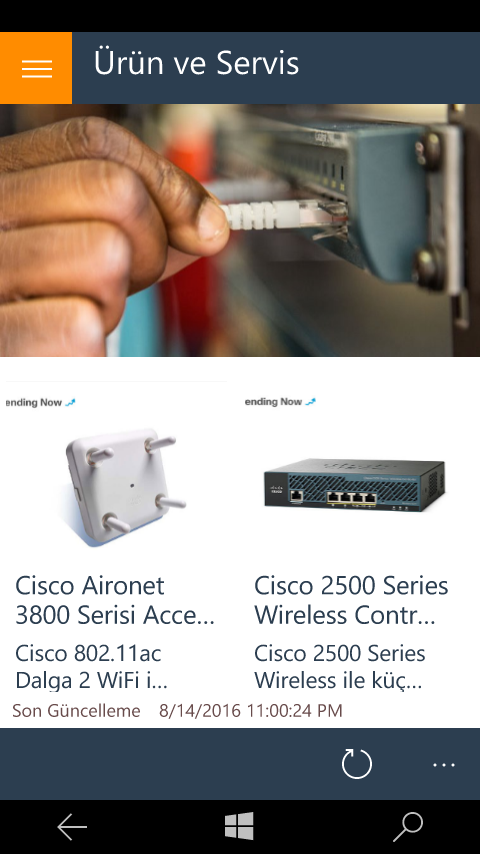 Ürün ve Servis
ending Now
ending Now
Cisco Aironet
3800 Serisi Acce...
Cisco 2500 Series
Wireless Contr...
Cisco 802.11ac
Dalga 2 WiFi i...
Cisco 2500 Series
Wireless ile küç...
Son Güncelleme 8/14/2016 11:00:24 PM